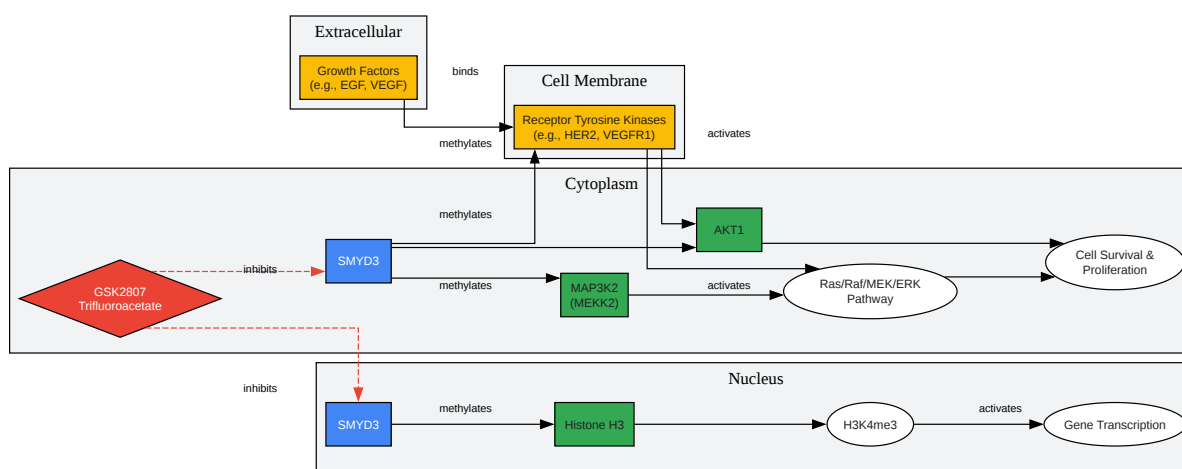 Extracellular
Growth Factors
(e.g., EGF, VEGF)
binds
Cell Membrane
Receptor Tyrosine Kinases
(e.g., HER2, VEGFR1)
methylates
activates
Cytoplasm
methylates
AKT1
SMYD3
inhibits
methylates
GSK2807
Trifluoroacetate
MAP3K2
(MEKK2)
activates
Ras/Raf/MEK/ERK
Pathway
Cell Survival &
Proliferation
inhibits
Nucleus
SMYD3
methylates
Histone H3
H3K4me3
activates
Gene Transcription